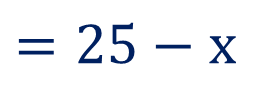 = 25 − x